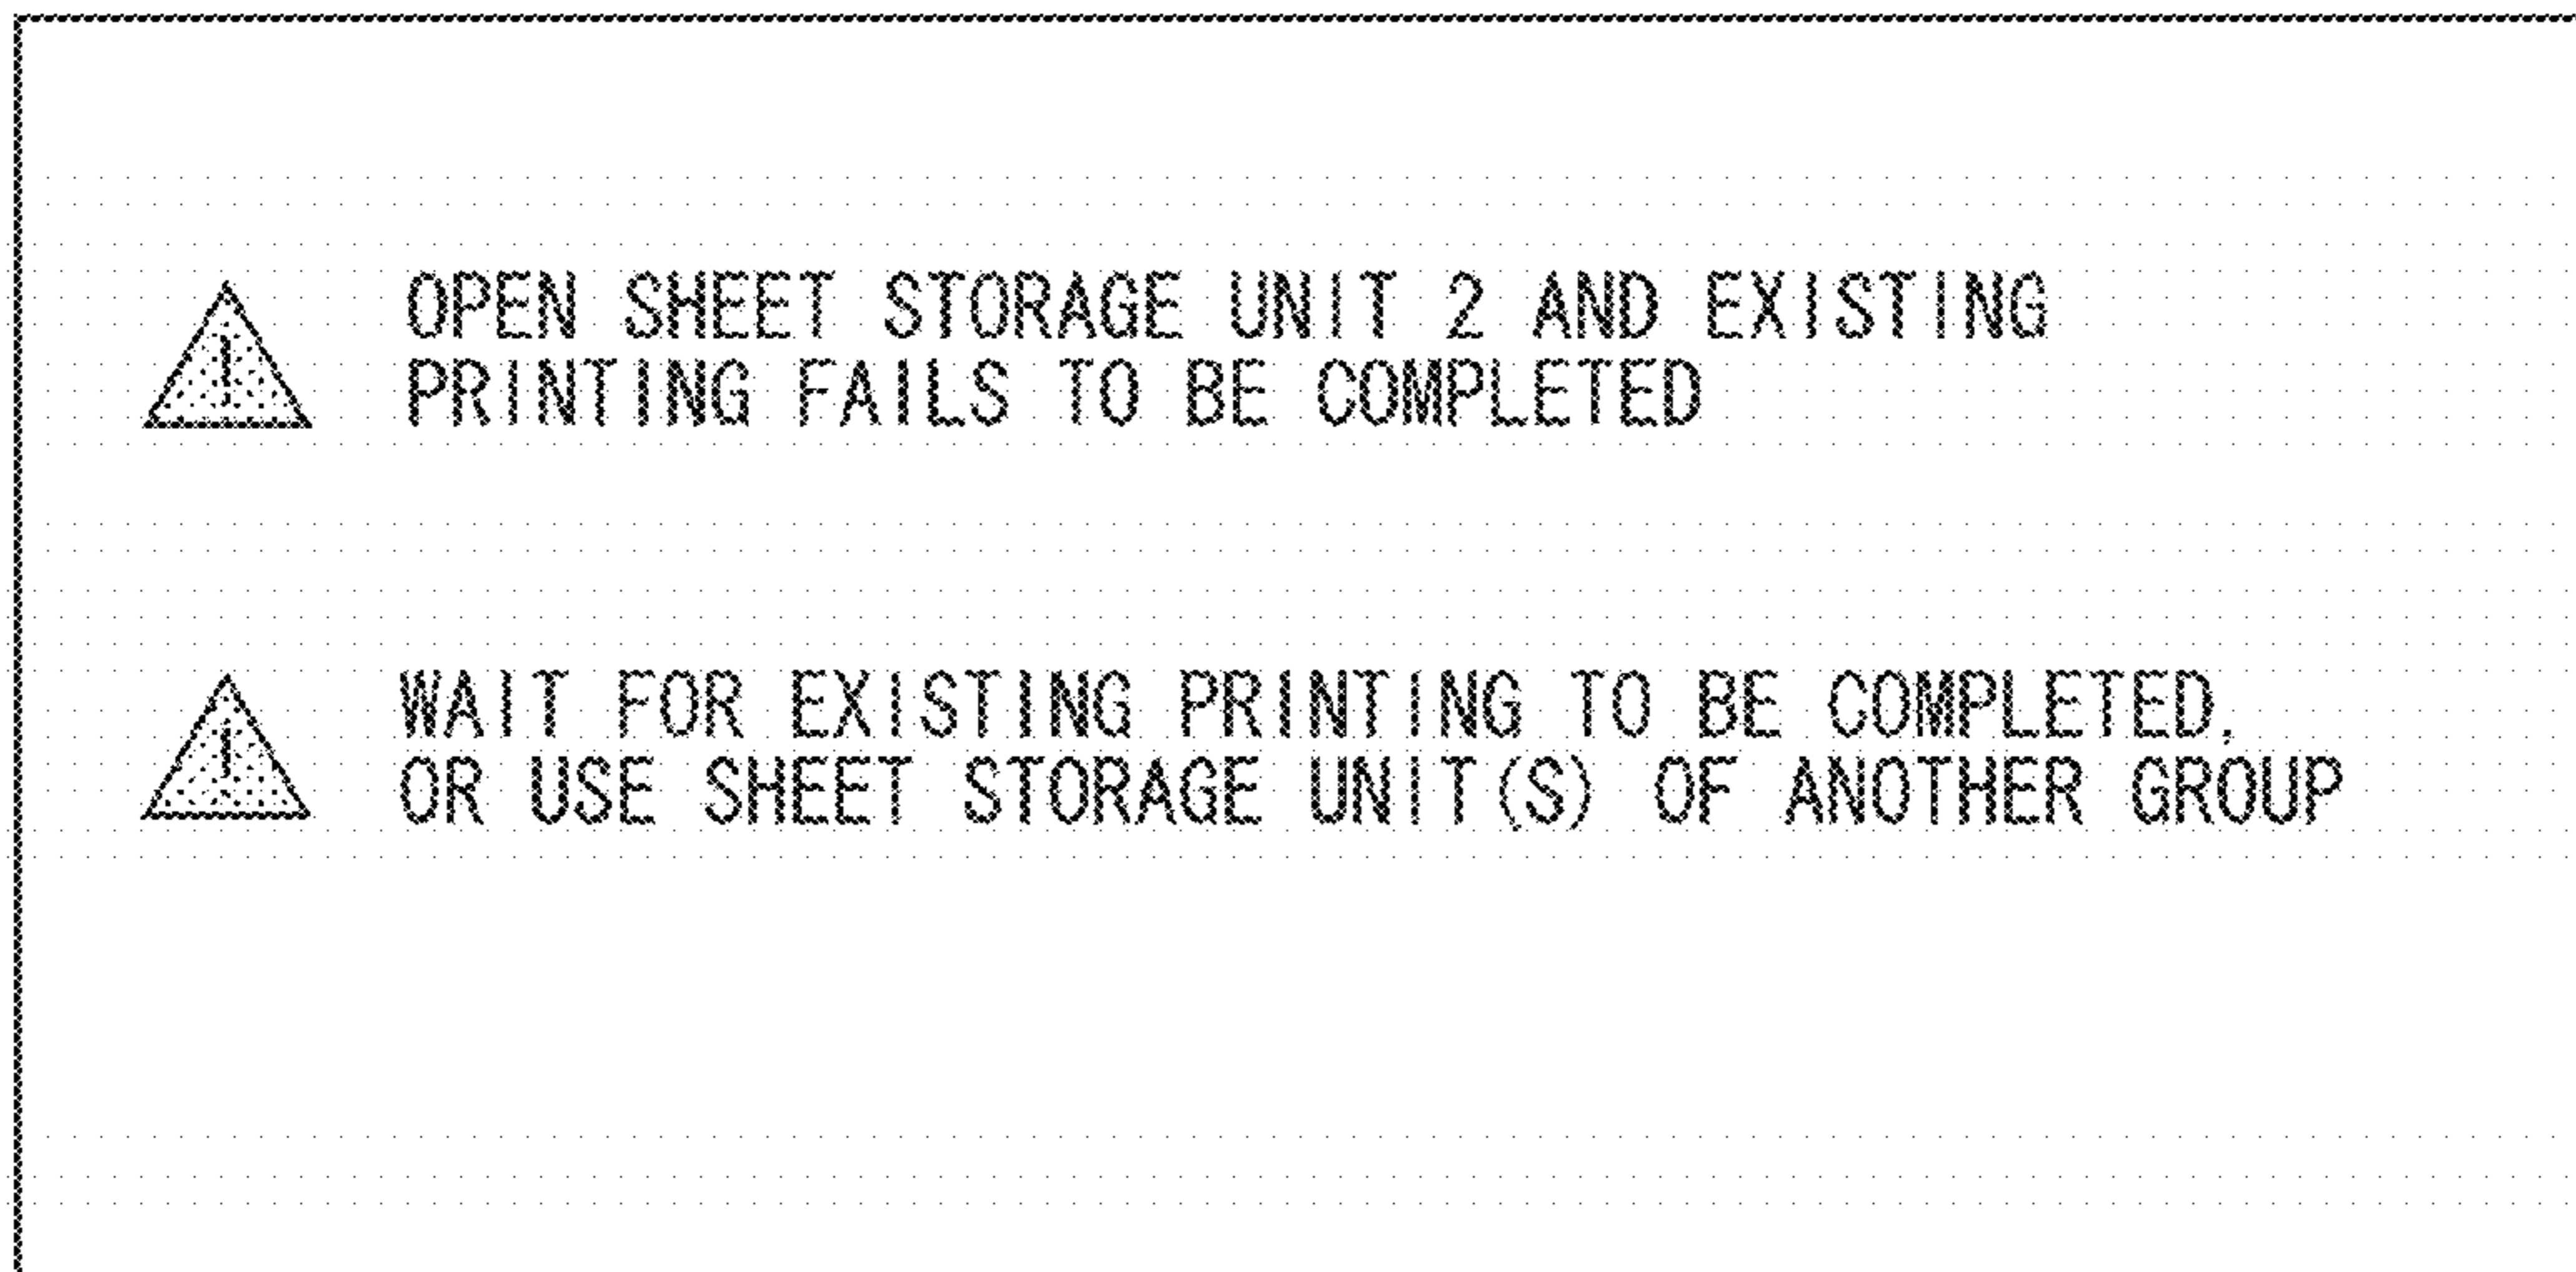 OPEN SHEET STORAGE UNIT 2 AND EXISTING
PRINTING FAILS TO BE COMPLETED
WAIT FOR EXISTING PRINTING TO BE COMPLETED,
OR USE SHEET STORAGE UNIT(S) OF ANOTHER GROUP